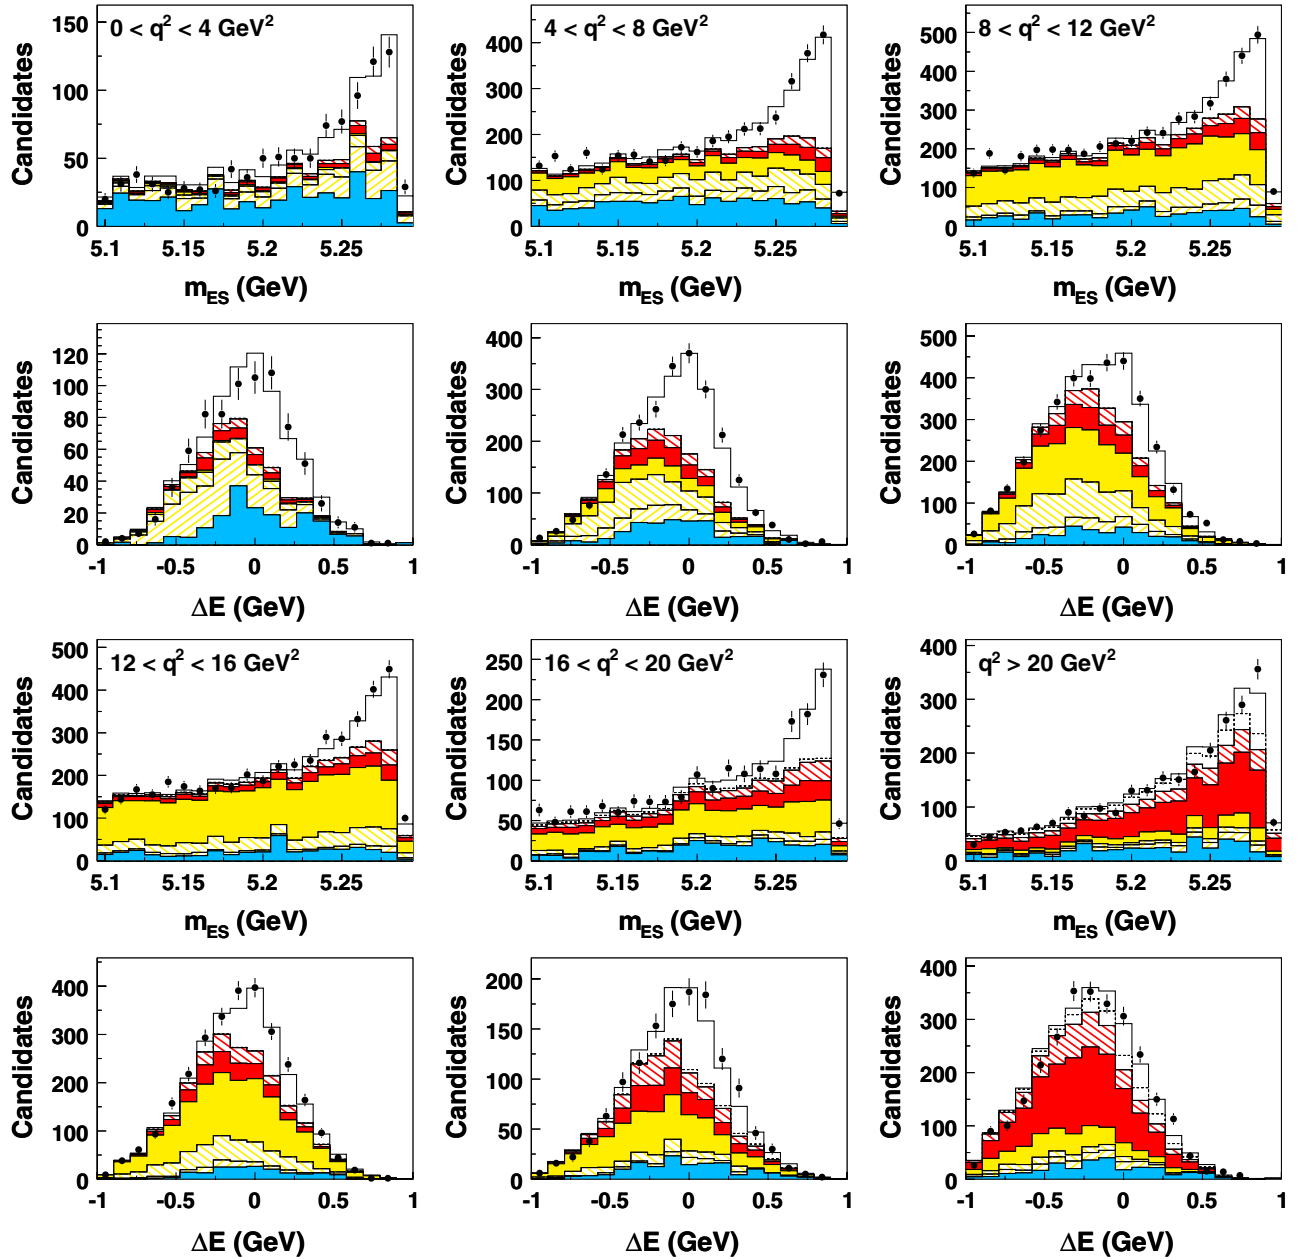 0 < q² < 4 GeV²
Candidates
150
100
50
0
5.1 5.15 5.2 5.25
m_ES (GeV)
4 < q² < 8 GeV²
Candidates
400
300
200
100
0
5.1 5.15 5.2 5.25
m_ES (GeV)
8 < q² < 12 GeV²
Candidates
500
400
300
200
100
0
5.1 5.15 5.2 5.25
m_ES (GeV)
Candidates
120
100
80
60
40
20
0
-1 -0.5 0 0.5 1
ΔE (GeV)
Candidates
400
300
200
100
0
-1 -0.5 0 0.5 1
ΔE (GeV)
Candidates
500
400
300
200
100
0
-1 -0.5 0 0.5 1
ΔE (GeV)
12 < q² < 16 GeV²
Candidates
500
400
300
200
100
0
5.1 5.15 5.2 5.25
m_ES (GeV)
16 < q² < 20 GeV²
Candidates
250
200
150
100
50
0
5.1 5.15 5.2 5.25
m_ES (GeV)
q² > 20 GeV²
Candidates
400
300
200
100
0
5.1 5.15 5.2 5.25
m_ES (GeV)
Candidates
400
300
200
100
0
-1 -0.5 0 0.5 1
ΔE (GeV)
Candidates
200
150
100
50
0
-1 -0.5 0 0.5 1
ΔE (GeV)
Candidates
400
300
200
100
0
-1 -0.5 0 0.5 1
ΔE (GeV)